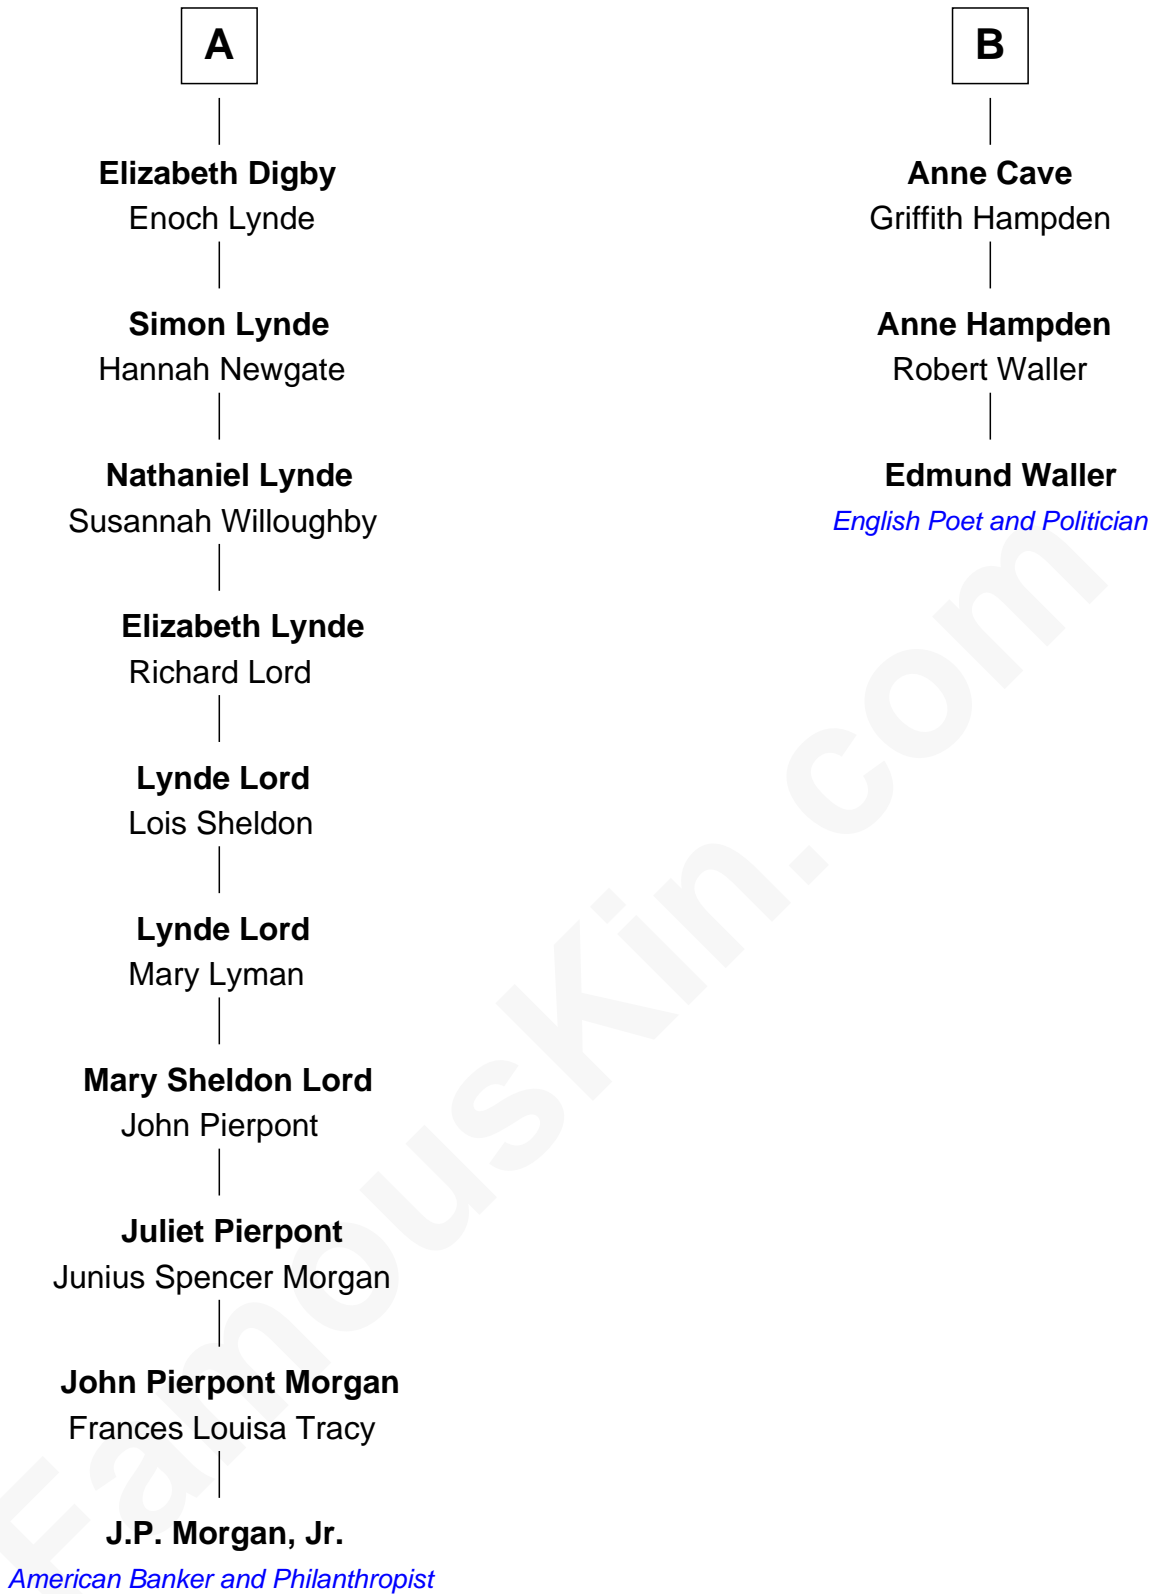 A
Elizabeth Digby
Enoch Lynde
Simon Lynde
Hannah Newgate
Nathaniel Lynde
Susannah Willoughby
Elizabeth Lynde
Richard Lord
Lynde Lord
Lois Sheldon
Lynde Lord
Mary Lyman
Mary Sheldon Lord
John Pierpont
Juliet Pierpont
Junius Spencer Morgan
John Pierpont Morgan
Frances Louisa Tracy
J.P. Morgan, Jr.
American Banker and Philanthropist
B
Anne Cave
Griffith Hampden
Anne Hampden
Robert Waller
Edmund Waller
English Poet and Politician
FamousKin.com